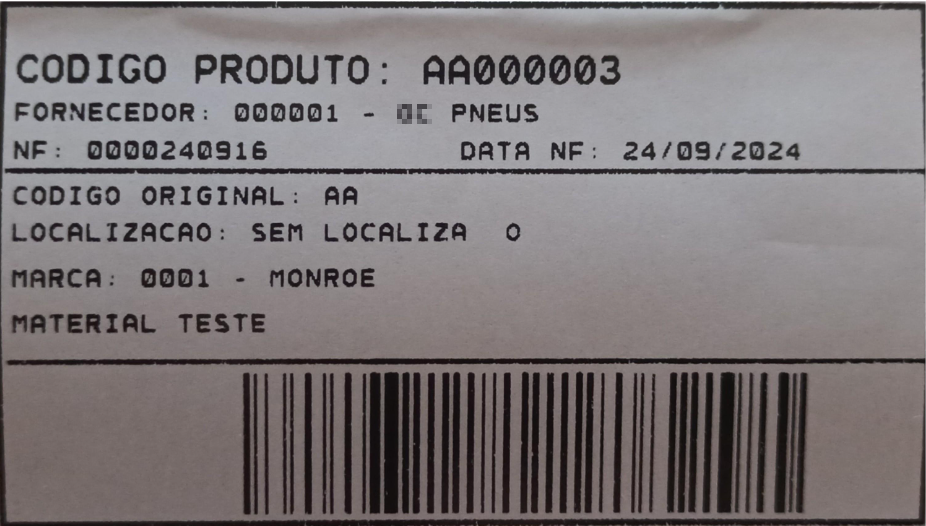 CODIGO PRODUTO: AA000003
FORNECEDOR: 000001 - PNEUS
NF: 0000240916 DATA NF: 24/09/2024
CODIGO ORIGINAL: AA
LOCALIZACAO: SEM LOCALIZA O
MARCA: 0001 - MONROE
MATERIAL TESTE